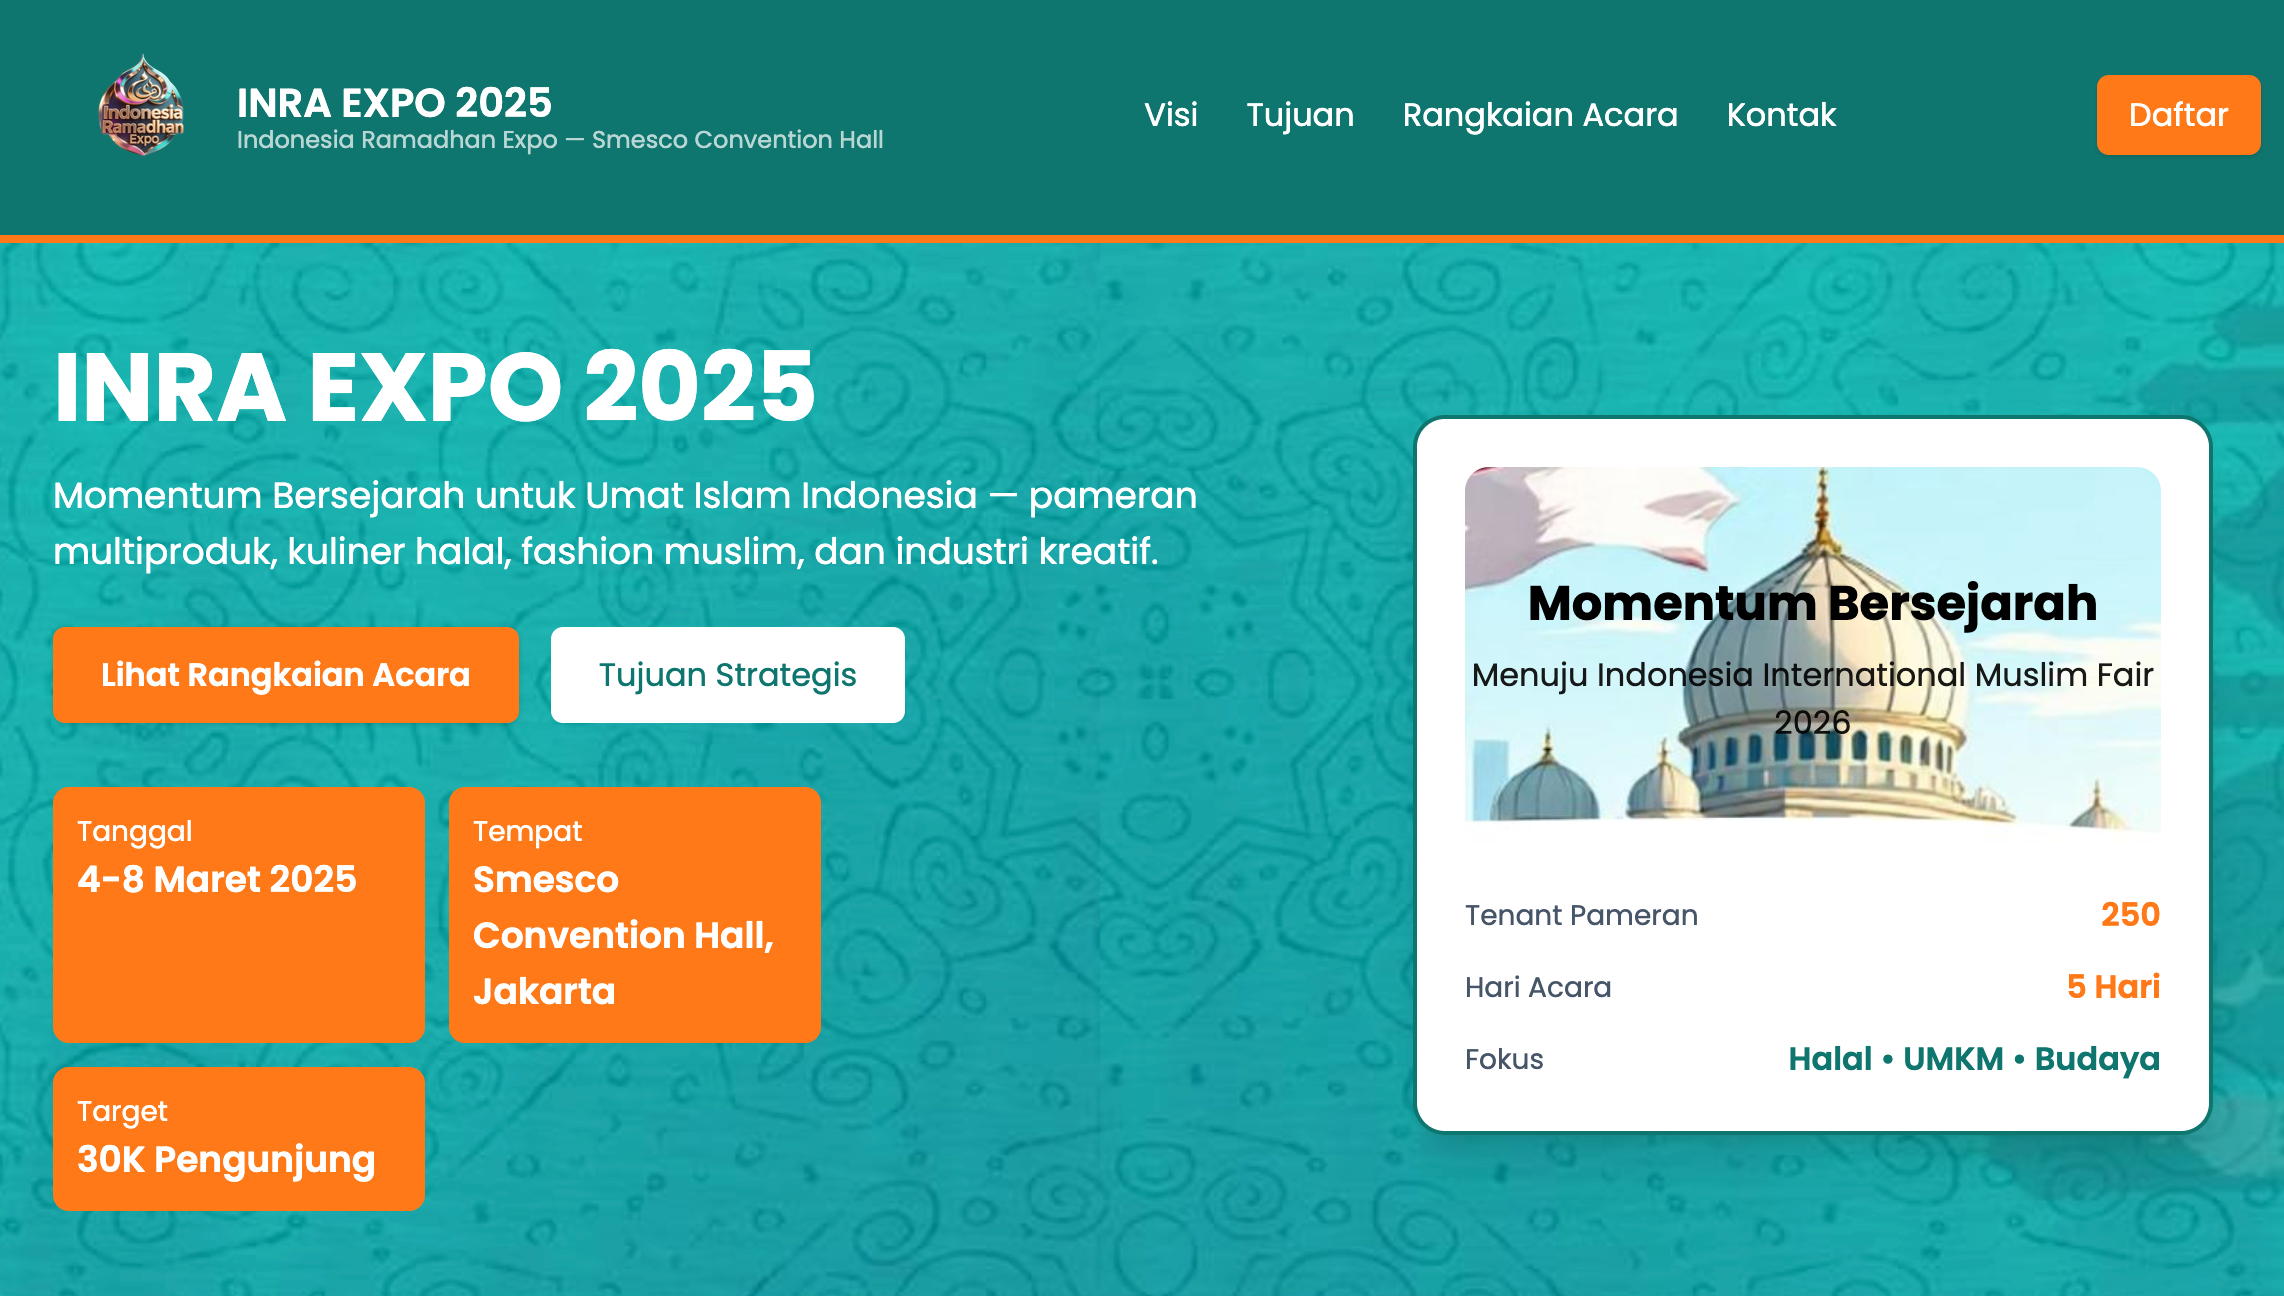 Indonesia
Ramadhan
Expo
INRA EXPO 2025
Indonesia Ramadhan Expo — Smesco Convention Hall
Visi
Tujuan
Rangkaian Acara
Kontak
Daftar
INRA EXPO 2025
Momentum Bersejarah untuk Umat Islam Indonesia — pameran
multiproduk, kuliner halal, fashion muslim, dan industri kreatif.
Lihat Rangkaian Acara
Tujuan Strategis
Tanggal
4–8 Maret 2025
Tempat
Smesco
Convention Hall,
Jakarta
Target
30K Pengunjung
Momentum Bersejarah
Menuju Indonesia International Muslim Fair
2026
Tenant Pameran
250
Hari Acara
5 Hari
Fokus
Halal • UMKM • Budaya